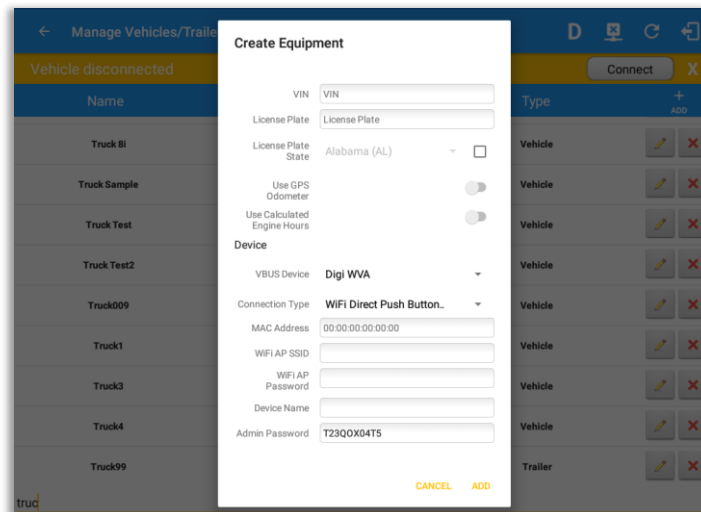 Manage Vehicles/Traile
D
Vehicle disconnected
Connect
X
Name
Type
+
ADD
Truck 8i
Vehicle
Truck Sample
Vehicle
Truck Test
Vehicle
Truck Test2
Vehicle
Truck009
Vehicle
Truck1
Vehicle
Truck3
Vehicle
Truck4
Vehicle
Truck99
Trailer
truc
Create Equipment
VIN
VIN
License Plate
License Plate
License Plate
State
Alabama (AL)
Use GPS
Odometer
Use Calculated
Engine Hours
Device
VBUS Device
Digi WVA
Connection Type
WiFi Direct Push Button..
MAC Address
00:00:00:00:00:00
WiFi AP SSID
WiFi AP
Password
Device Name
Admin Password
T23QOX04T5
CANCEL
ADD